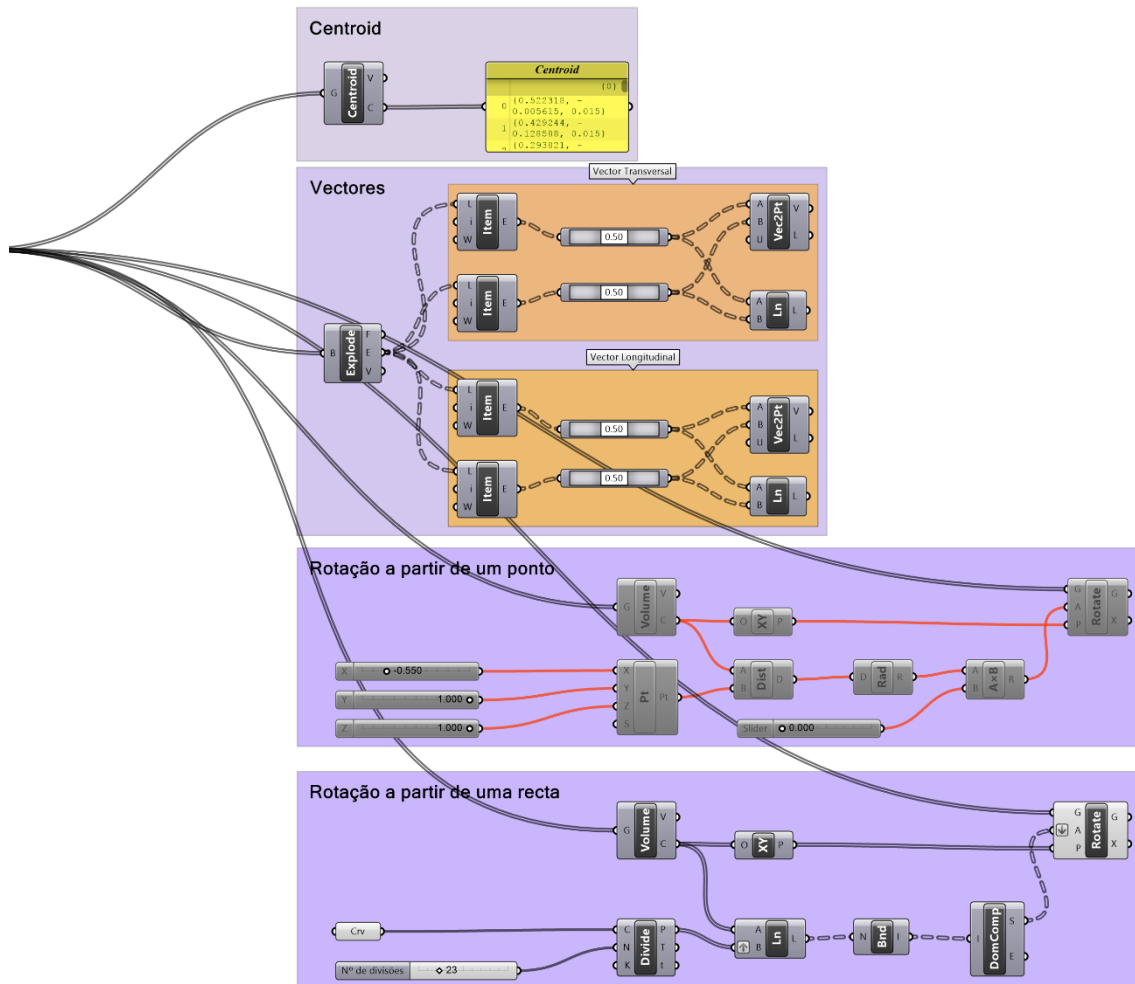 Centroid
G Centroid V C
Centroid
{0}
0 {0.522318, -
0.005615, 0.015}
1 {0.429244, -
0.128588, 0.015}
{0.293821, -
Vectores
Vector Transversal
L i W Item E
0.50
A B U Vec2Pt V L
L i W Item E
0.50
A B Ln L
B Explode F E V
Vector Longitudinal
L i W Item E
0.50
A B U Vec2Pt V L
L i W Item E
0.50
A B Ln L
Rotação a partir de um ponto
G Volume V C
O XY P
G A P Rotate G X
X -0.550
Y 1.000
Z 1.000
X Y Z S Pt Pt
A B Dist D
D Rad R
A B A×B R
Slider 0.000
Rotação a partir de uma recta
G Volume V C
O XY P
G A P Rotate G X
Crv
Nº de divisões 23
C N K Divide P T t
A B Ln L
N Bnd I
I DomComp S E